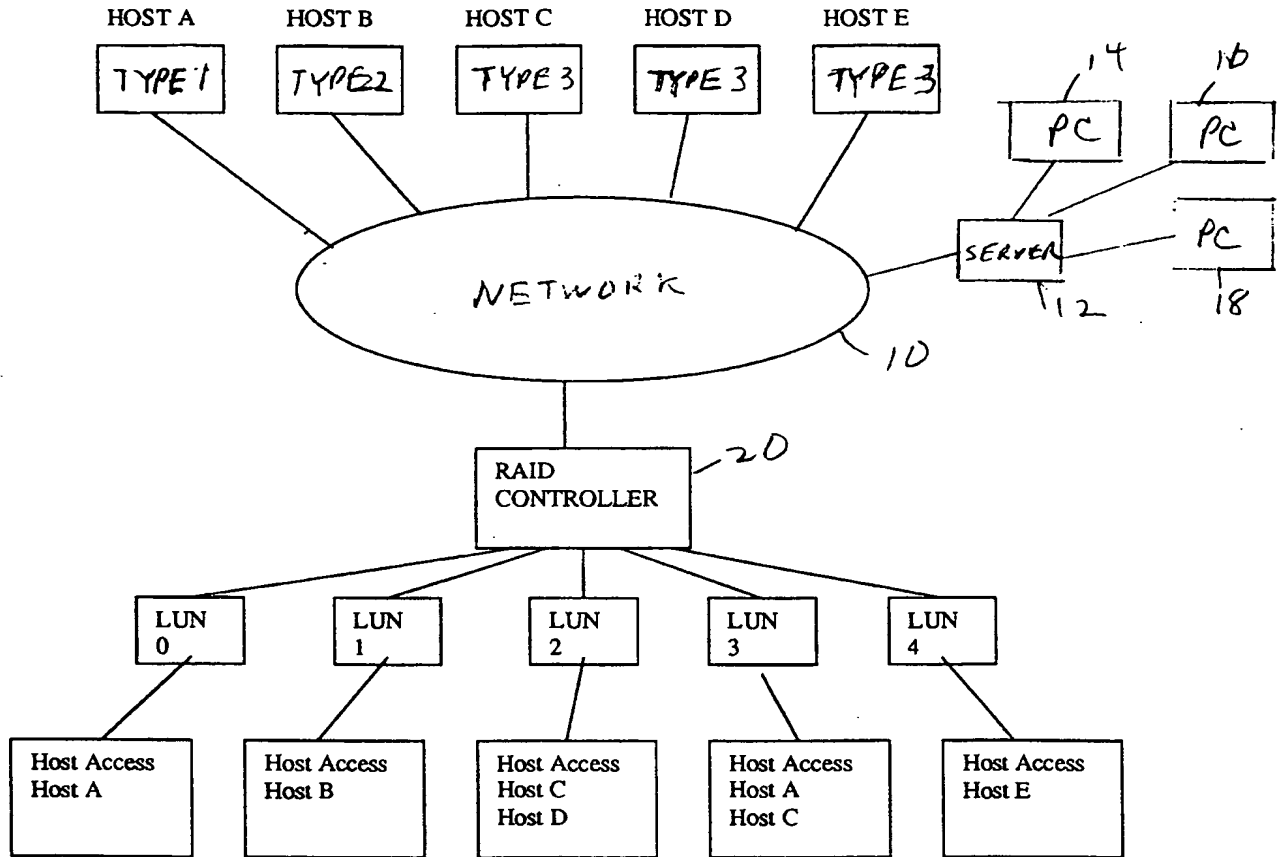 HOST A HOST B HOST C HOST D HOST E
TYPE 1 TYPE22 TYPE 3 TYPE 3 TYPE 3
14 16
PC PC
SERVER PC
NETWORK
12 18
10
RAID
CONTROLLER
20
LUN
0
LUN
1
LUN
2
LUN
3
LUN
4
Host Access
Host A
Host Access
Host B
Host Access
Host C
Host D
Host Access
Host A
Host C
Host Access
Host E